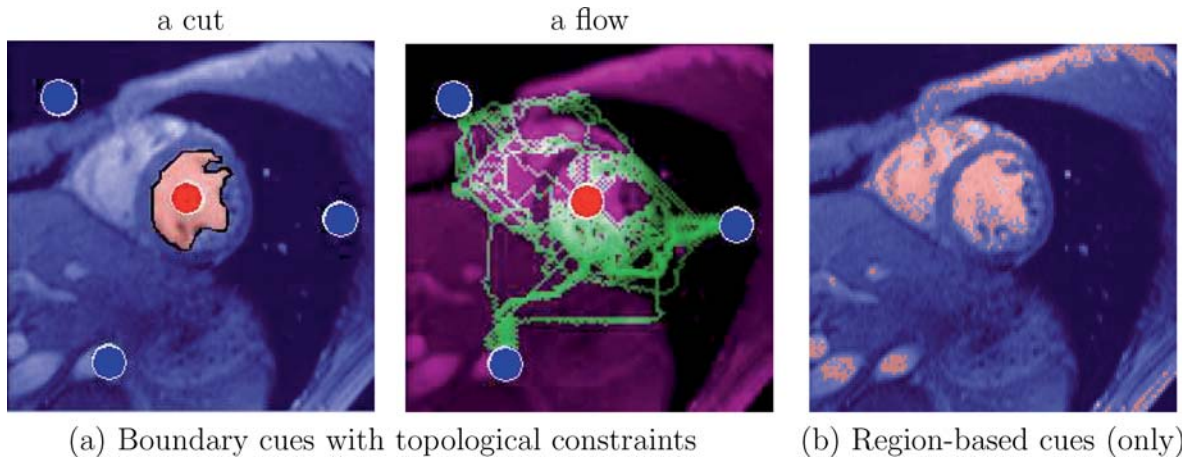 a cut
a flow
(a) Boundary cues with topological constraints
(b) Region-based cues (only)